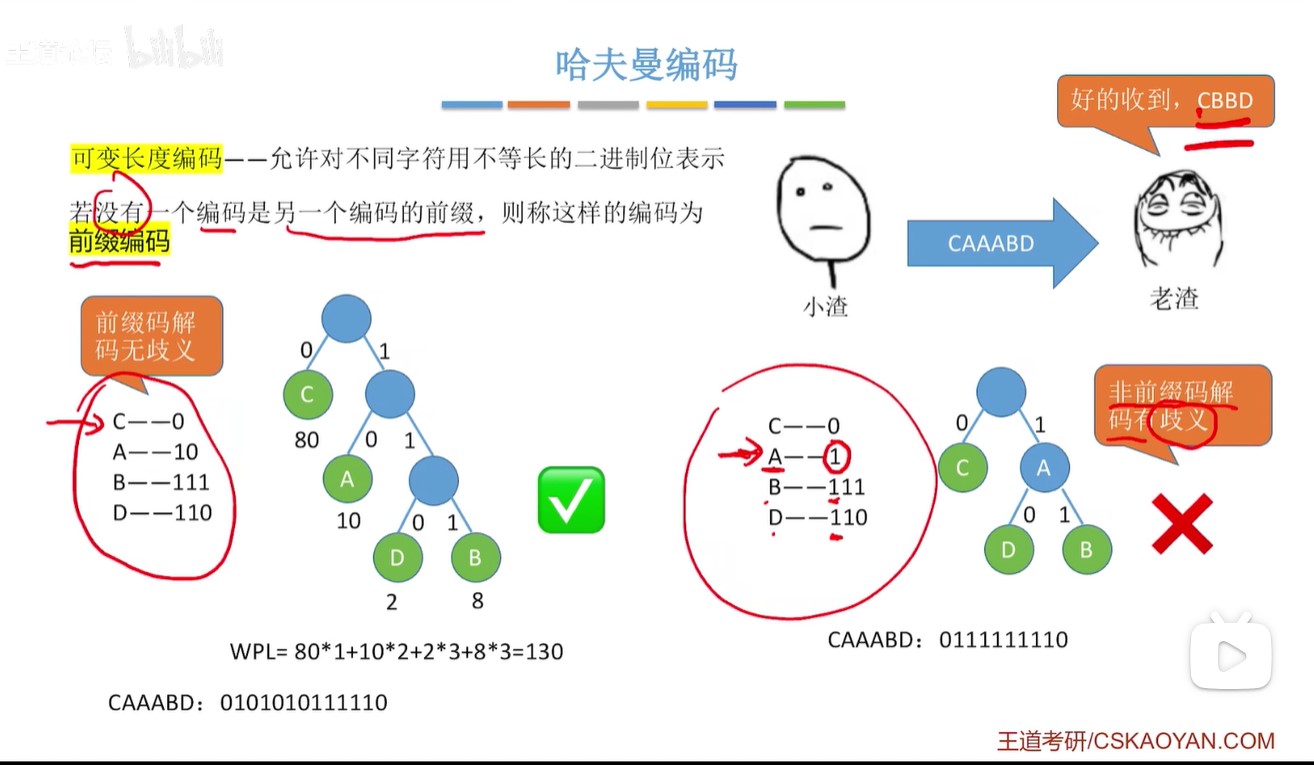 王道论坛 bilibili
哈夫曼编码
好的收到，CBBD
可变长度编码——允许对不同字符用不等长的二进制位表示
若没有一个编码是另一个编码的前缀，则称这样的编码为
前缀编码
CAAABD
小渣
老渣
前缀码解
码无歧义
C——0
A——10
B——111
D——110
0
1
C
80
0
1
A
10
0
1
D
B
2
8
WPL= 80*1+10*2+2*3+8*3=130
CAAABD：0101010111110
C——0
A——1
B——111
D——110
0
1
C
A
0
1
D
B
非前缀码解
码有歧义
CAAABD：0111111110
王道考研/CSKAOYAN.COM